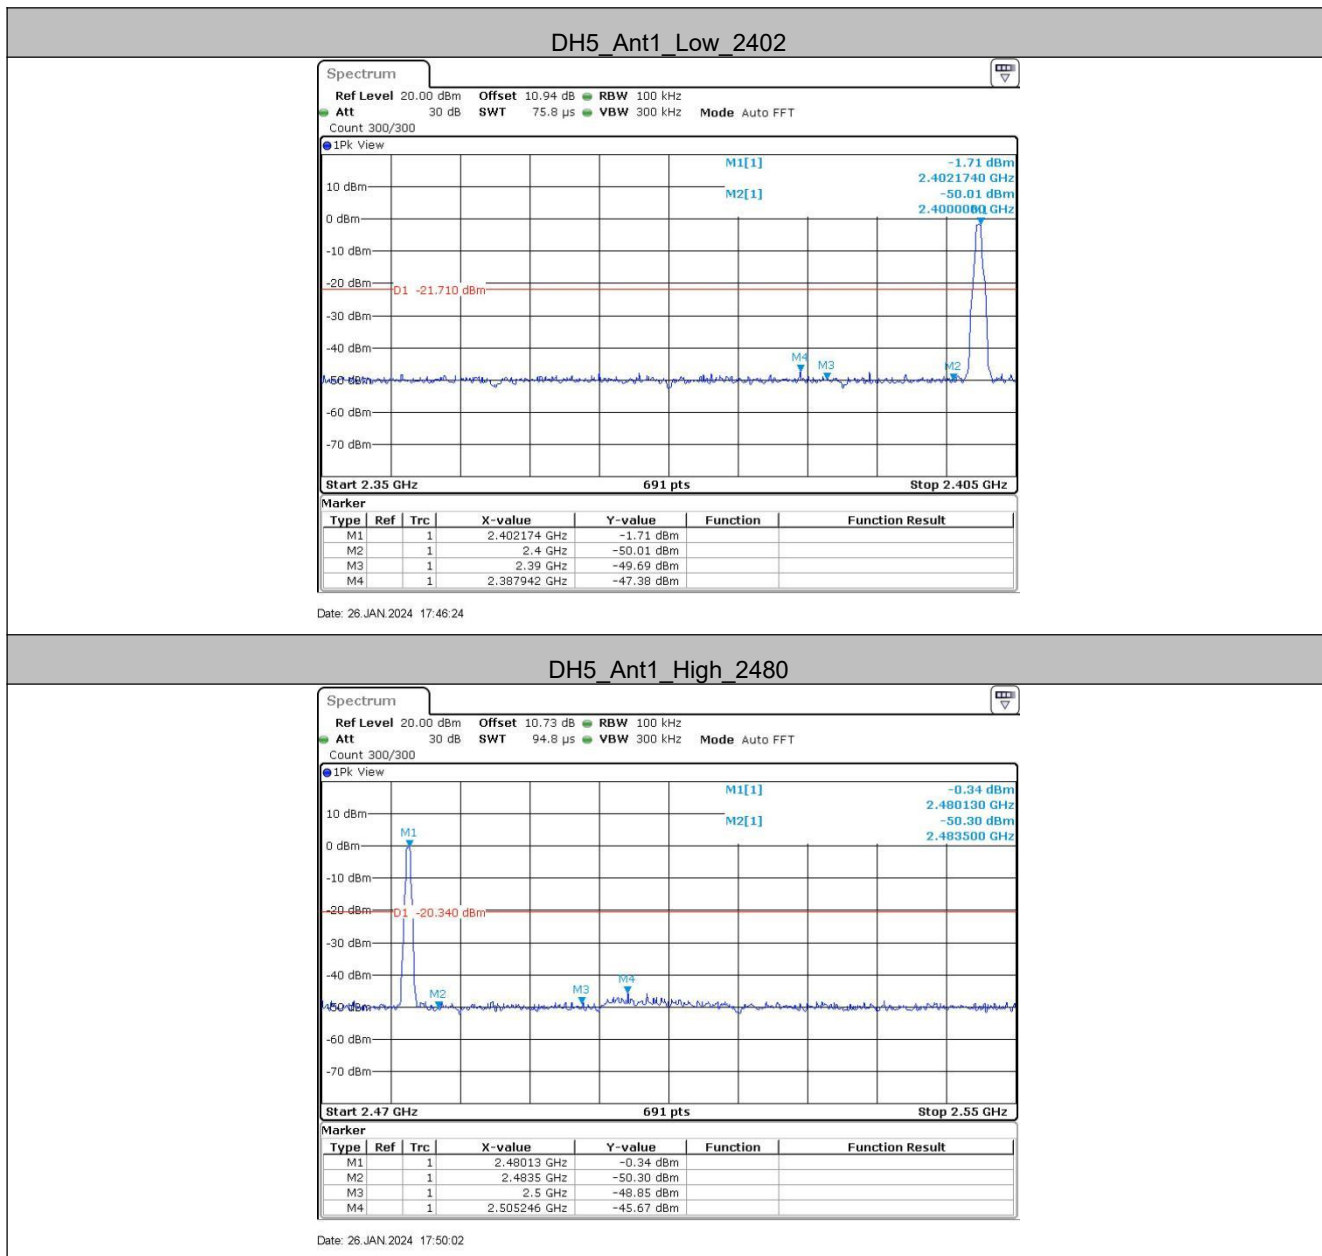 DH5_Ant1_Low_2402
Spectrum
Ref Level 20.00 dBm Offset 10.94 dB RBW 100 kHz
Att 30 dB SWT 75.8 µs VBW 300 kHz Mode Auto FFT
Count 300/300
1Pk View
M1[1] -1.71 dBm
2.4021740 GHz
M2[1] -50.01 dBm
2.4000000 GHz
10 dBm
0 dBm
-10 dBm
-20 dBm
D1 -21.710 dBm
-30 dBm
-40 dBm
M4 M3 M2
-50 dBm
-60 dBm
-70 dBm
Start 2.35 GHz 691 pts Stop 2.405 GHz
Marker
Type Ref Trc X-value Y-value Function Function Result
M1 1 2.402174 GHz -1.71 dBm
M2 1 2.4 GHz -50.01 dBm
M3 1 2.39 GHz -49.69 dBm
M4 1 2.387942 GHz -47.38 dBm
Date: 26.JAN.2024 17:46:24
DH5_Ant1_High_2480
Spectrum
Ref Level 20.00 dBm Offset 10.73 dB RBW 100 kHz
Att 30 dB SWT 94.8 µs VBW 300 kHz Mode Auto FFT
Count 300/300
1Pk View
M1[1] -0.34 dBm
2.480130 GHz
M2[1] -50.30 dBm
2.483500 GHz
10 dBm
M1
0 dBm
-10 dBm
-20 dBm
D1 -20.340 dBm
-30 dBm
-40 dBm
M2 M3 M4
-50 dBm
-60 dBm
-70 dBm
Start 2.47 GHz 691 pts Stop 2.55 GHz
Marker
Type Ref Trc X-value Y-value Function Function Result
M1 1 2.48013 GHz -0.34 dBm
M2 1 2.4835 GHz -50.30 dBm
M3 1 2.5 GHz -48.85 dBm
M4 1 2.505246 GHz -45.67 dBm
Date: 26.JAN.2024 17:50:02